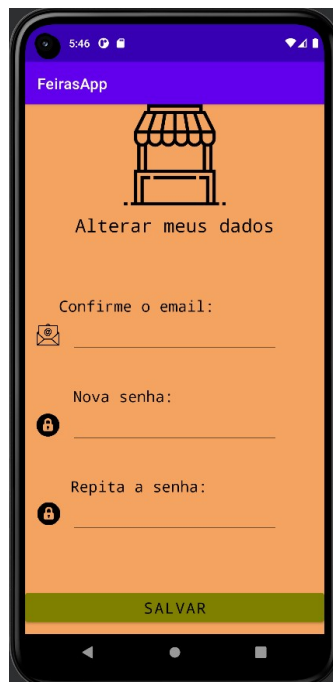 5:46
FeirasApp
Alterar meus dados
Confirme o email:
@
Nova senha:
Repita a senha:
SALVAR